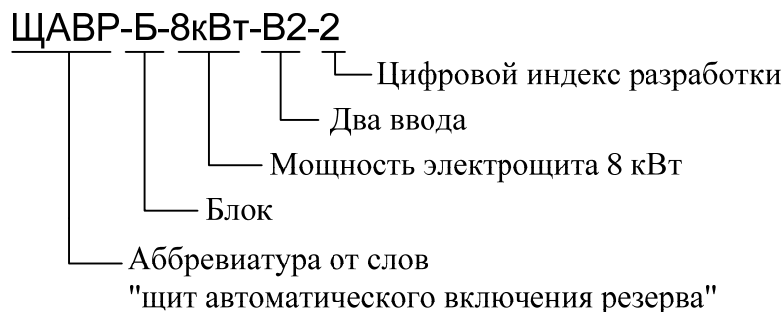 ЩАВР-Б-8кВт-В2-2
Цифровой индекс разработки
Два ввода
Мощность электрощита 8 кВт
Блок
Аббревиатура от слов
"щит автоматического включения резерва"